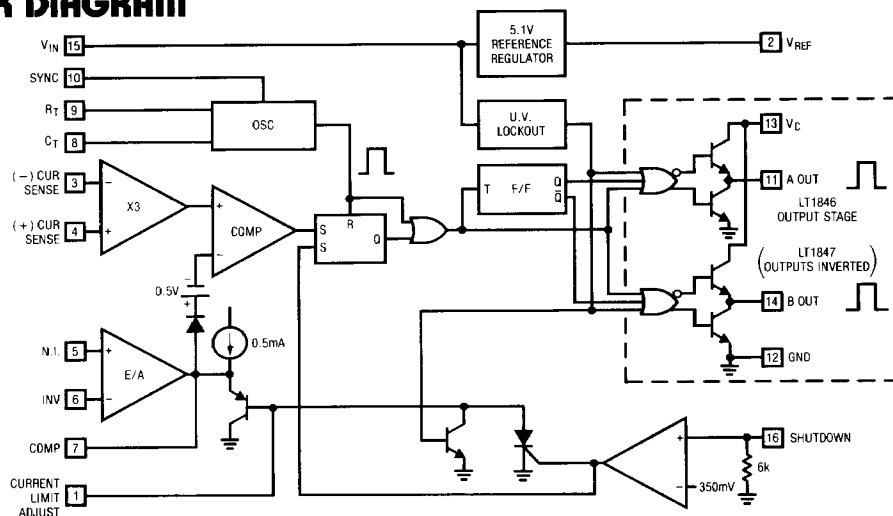 DIAGRAM
VIN 15
5.1V
REFERENCE
REGULATOR
2 VREF
SYNC 10
RT 9
CT 8
OSC
U.V.
LOCKOUT
13 VC
(−) CUR
SENSE 3
(+) CUR
SENSE 4
X3
COMP
S
S
R
Q
T
F/F
Q
Q̅
11 A OUT
LT1846
OUTPUT STAGE
(LT1847
OUTPUTS INVERTED)
14 B OUT
12 GND
− 0.5V +
0.5mA
N.I. 5
INV 6
E/A
COMP 7
CURRENT
LIMIT
ADJUST 1
+
−
350mV
16 SHUTDOWN
6k